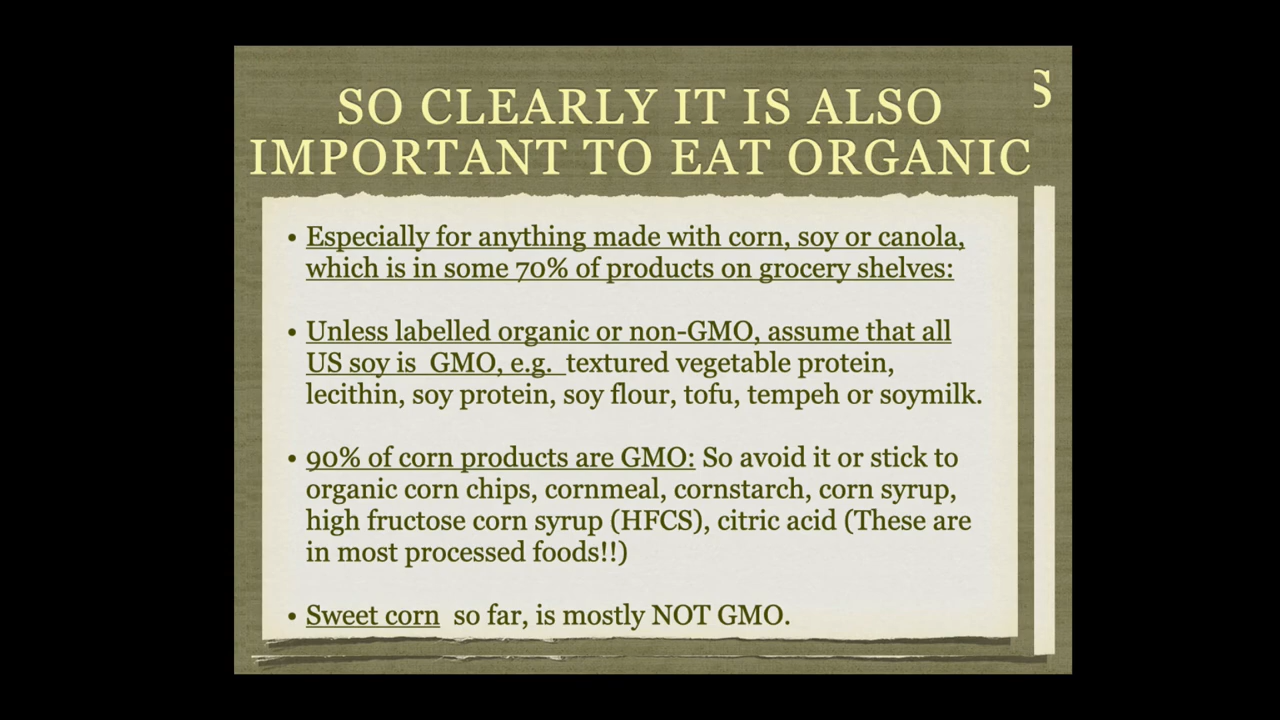 SO CLEARLY IT IS ALSO
IMPORTANT TO EAT ORGANIC
S
• Especially for anything made with corn, soy or canola,
which is in some 70% of products on grocery shelves:
• Unless labelled organic or non-GMO, assume that all
US soy is  GMO, e.g.  textured vegetable protein,
lecithin, soy protein, soy flour, tofu, tempeh or soymilk.
• 90% of corn products are GMO: So avoid it or stick to
organic corn chips, cornmeal, cornstarch, corn syrup,
high fructose corn syrup (HFCS), citric acid (These are
in most processed foods!!)
• Sweet corn  so far, is mostly NOT GMO.